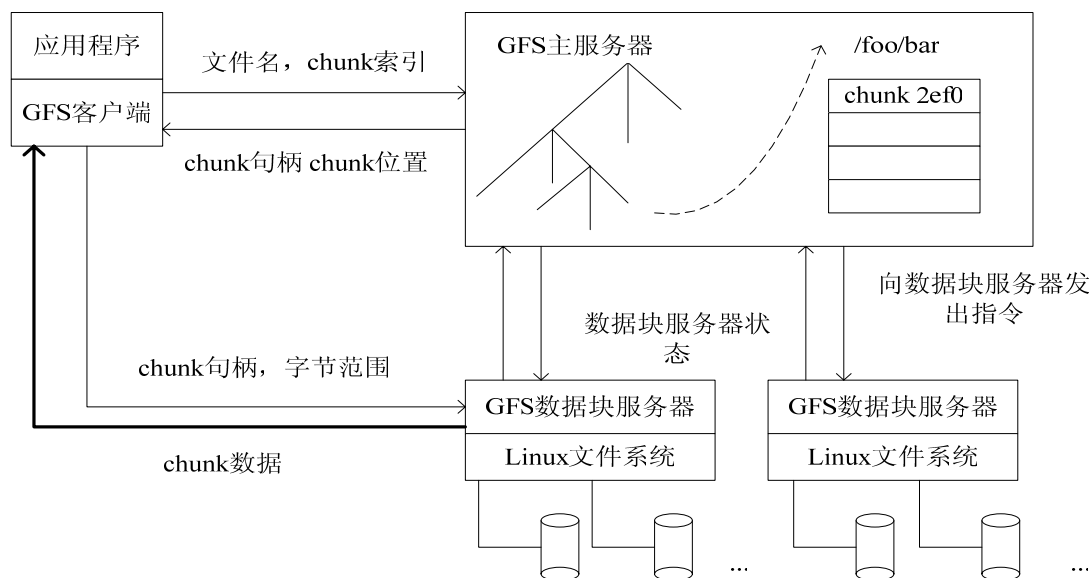 应用程序
GFS客户端
文件名，chunk索引
chunk句柄 chunk位置
GFS主服务器
/foo/bar
chunk 2ef0
数据块服务器状
态
向数据块服务器发
出指令
chunk句柄，字节范围
chunk数据
GFS数据块服务器
Linux文件系统
...
GFS数据块服务器
Linux文件系统
...